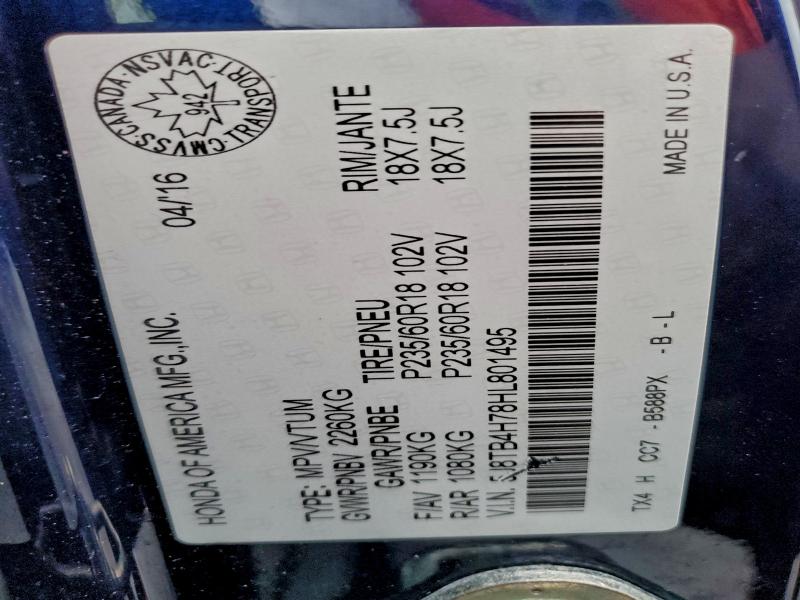 HONDA OF AMERICA MFG.,INC. 04/'16
CMVSS·CANADA·NSVAC·TRANSPORT·
942
TYPE: MPV/VTUM
GVWR/PNBV 2260KG
GAWR/PNBE TIRE/PNEU RIM/JANTE
F/AV 1190KG P235/60R18 102V 18X7.5J
R/AR 1080KG P235/60R18 102V 18X7.5J
V.I.N. 8TB4H78HL801495
TX4 H CC7 -B588PX -B-L MADE IN U.S.A.